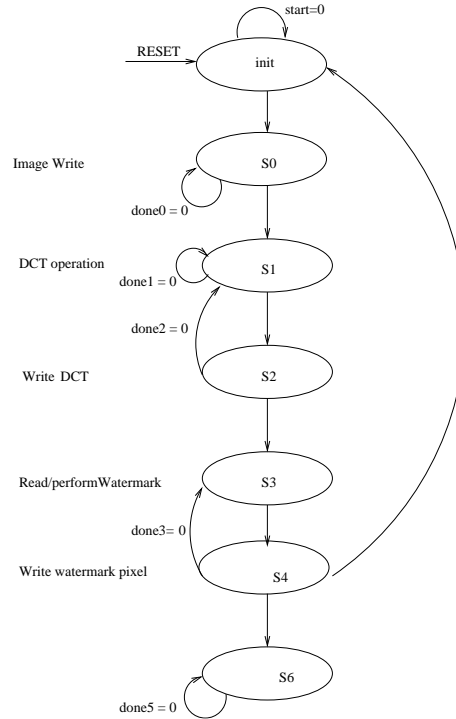 start=0
RESET
init
Image Write
S0
done0 = 0
DCT operation
S1
done1 = 0
done2 = 0
Write DCT
S2
Read/performWatermark
S3
done3= 0
Write watermark pixel
S4
S6
done5 = 0